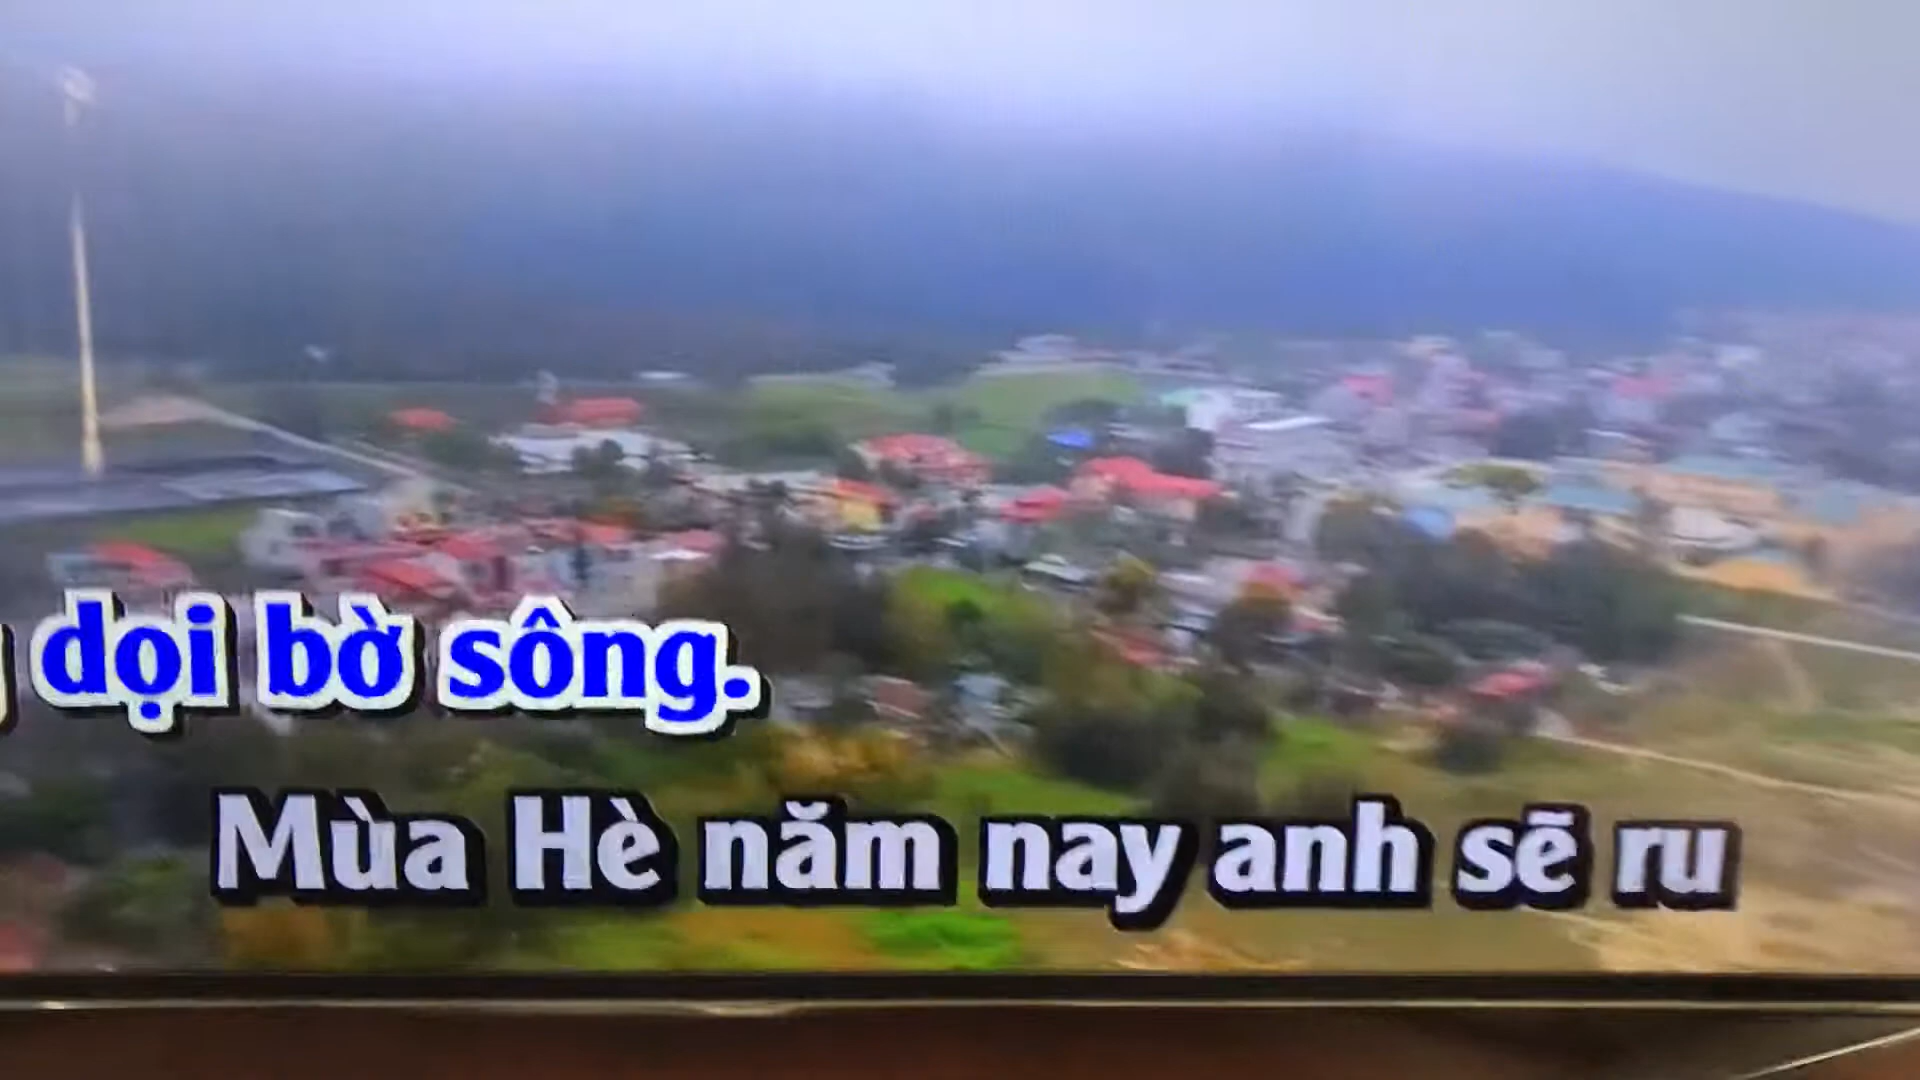 dọi bờ sông.
Mùa Hè năm nay anh sẽ ru